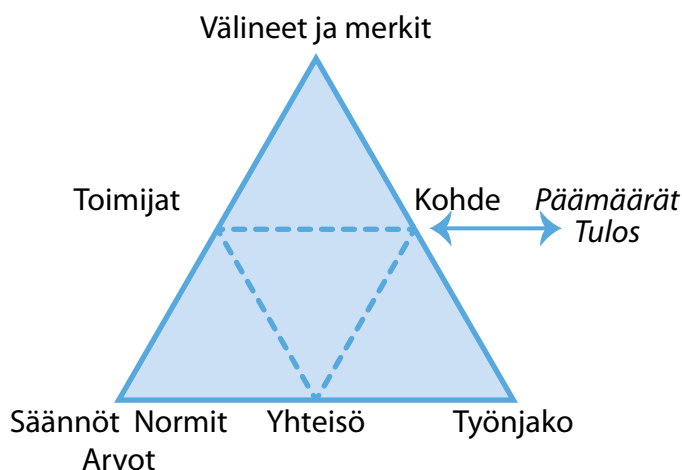 Välineet ja merkit
Toimijat
Kohde
Päämäärät
Tulos
Säännöt Normit
Arvot
Yhteisö
Työnjako